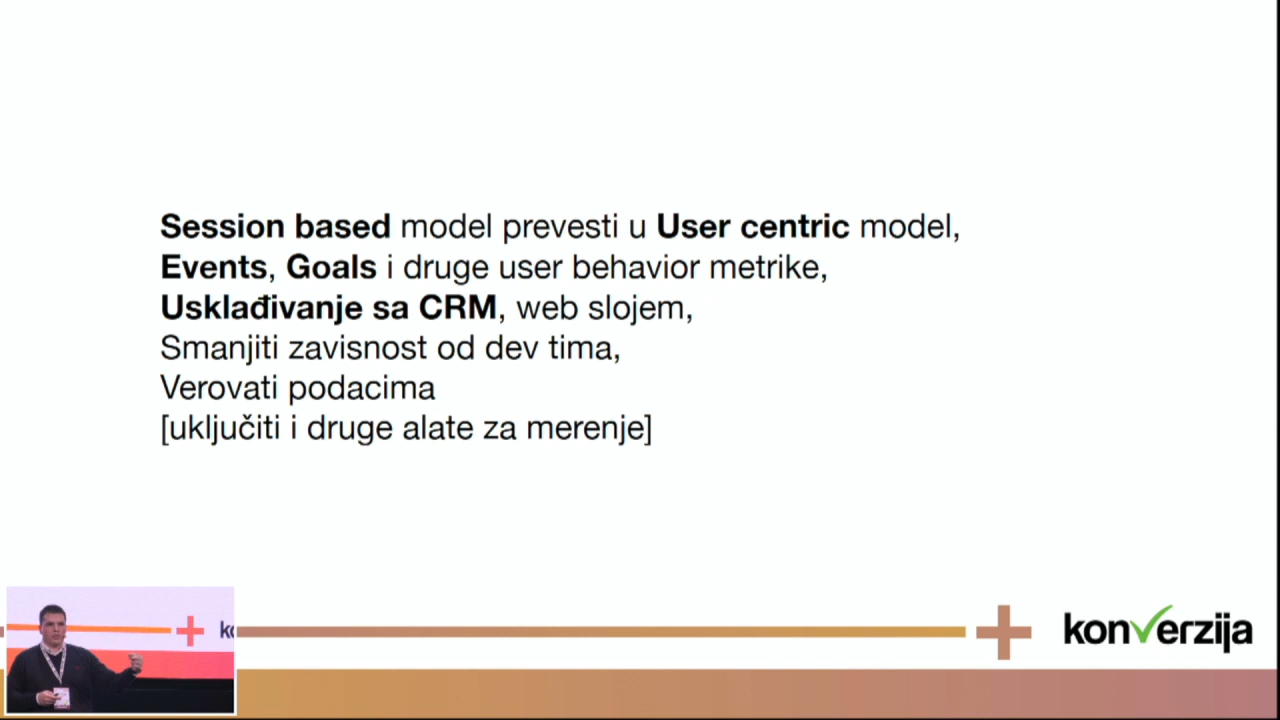 Session based model prevesti u User centric model,
Events, Goals i druge user behavior metrike,
Usklađivanje sa CRM, web slojem,
Smanjiti zavisnost od dev tima,
Verovati podacima
[uključiti i druge alate za merenje]
konverzija